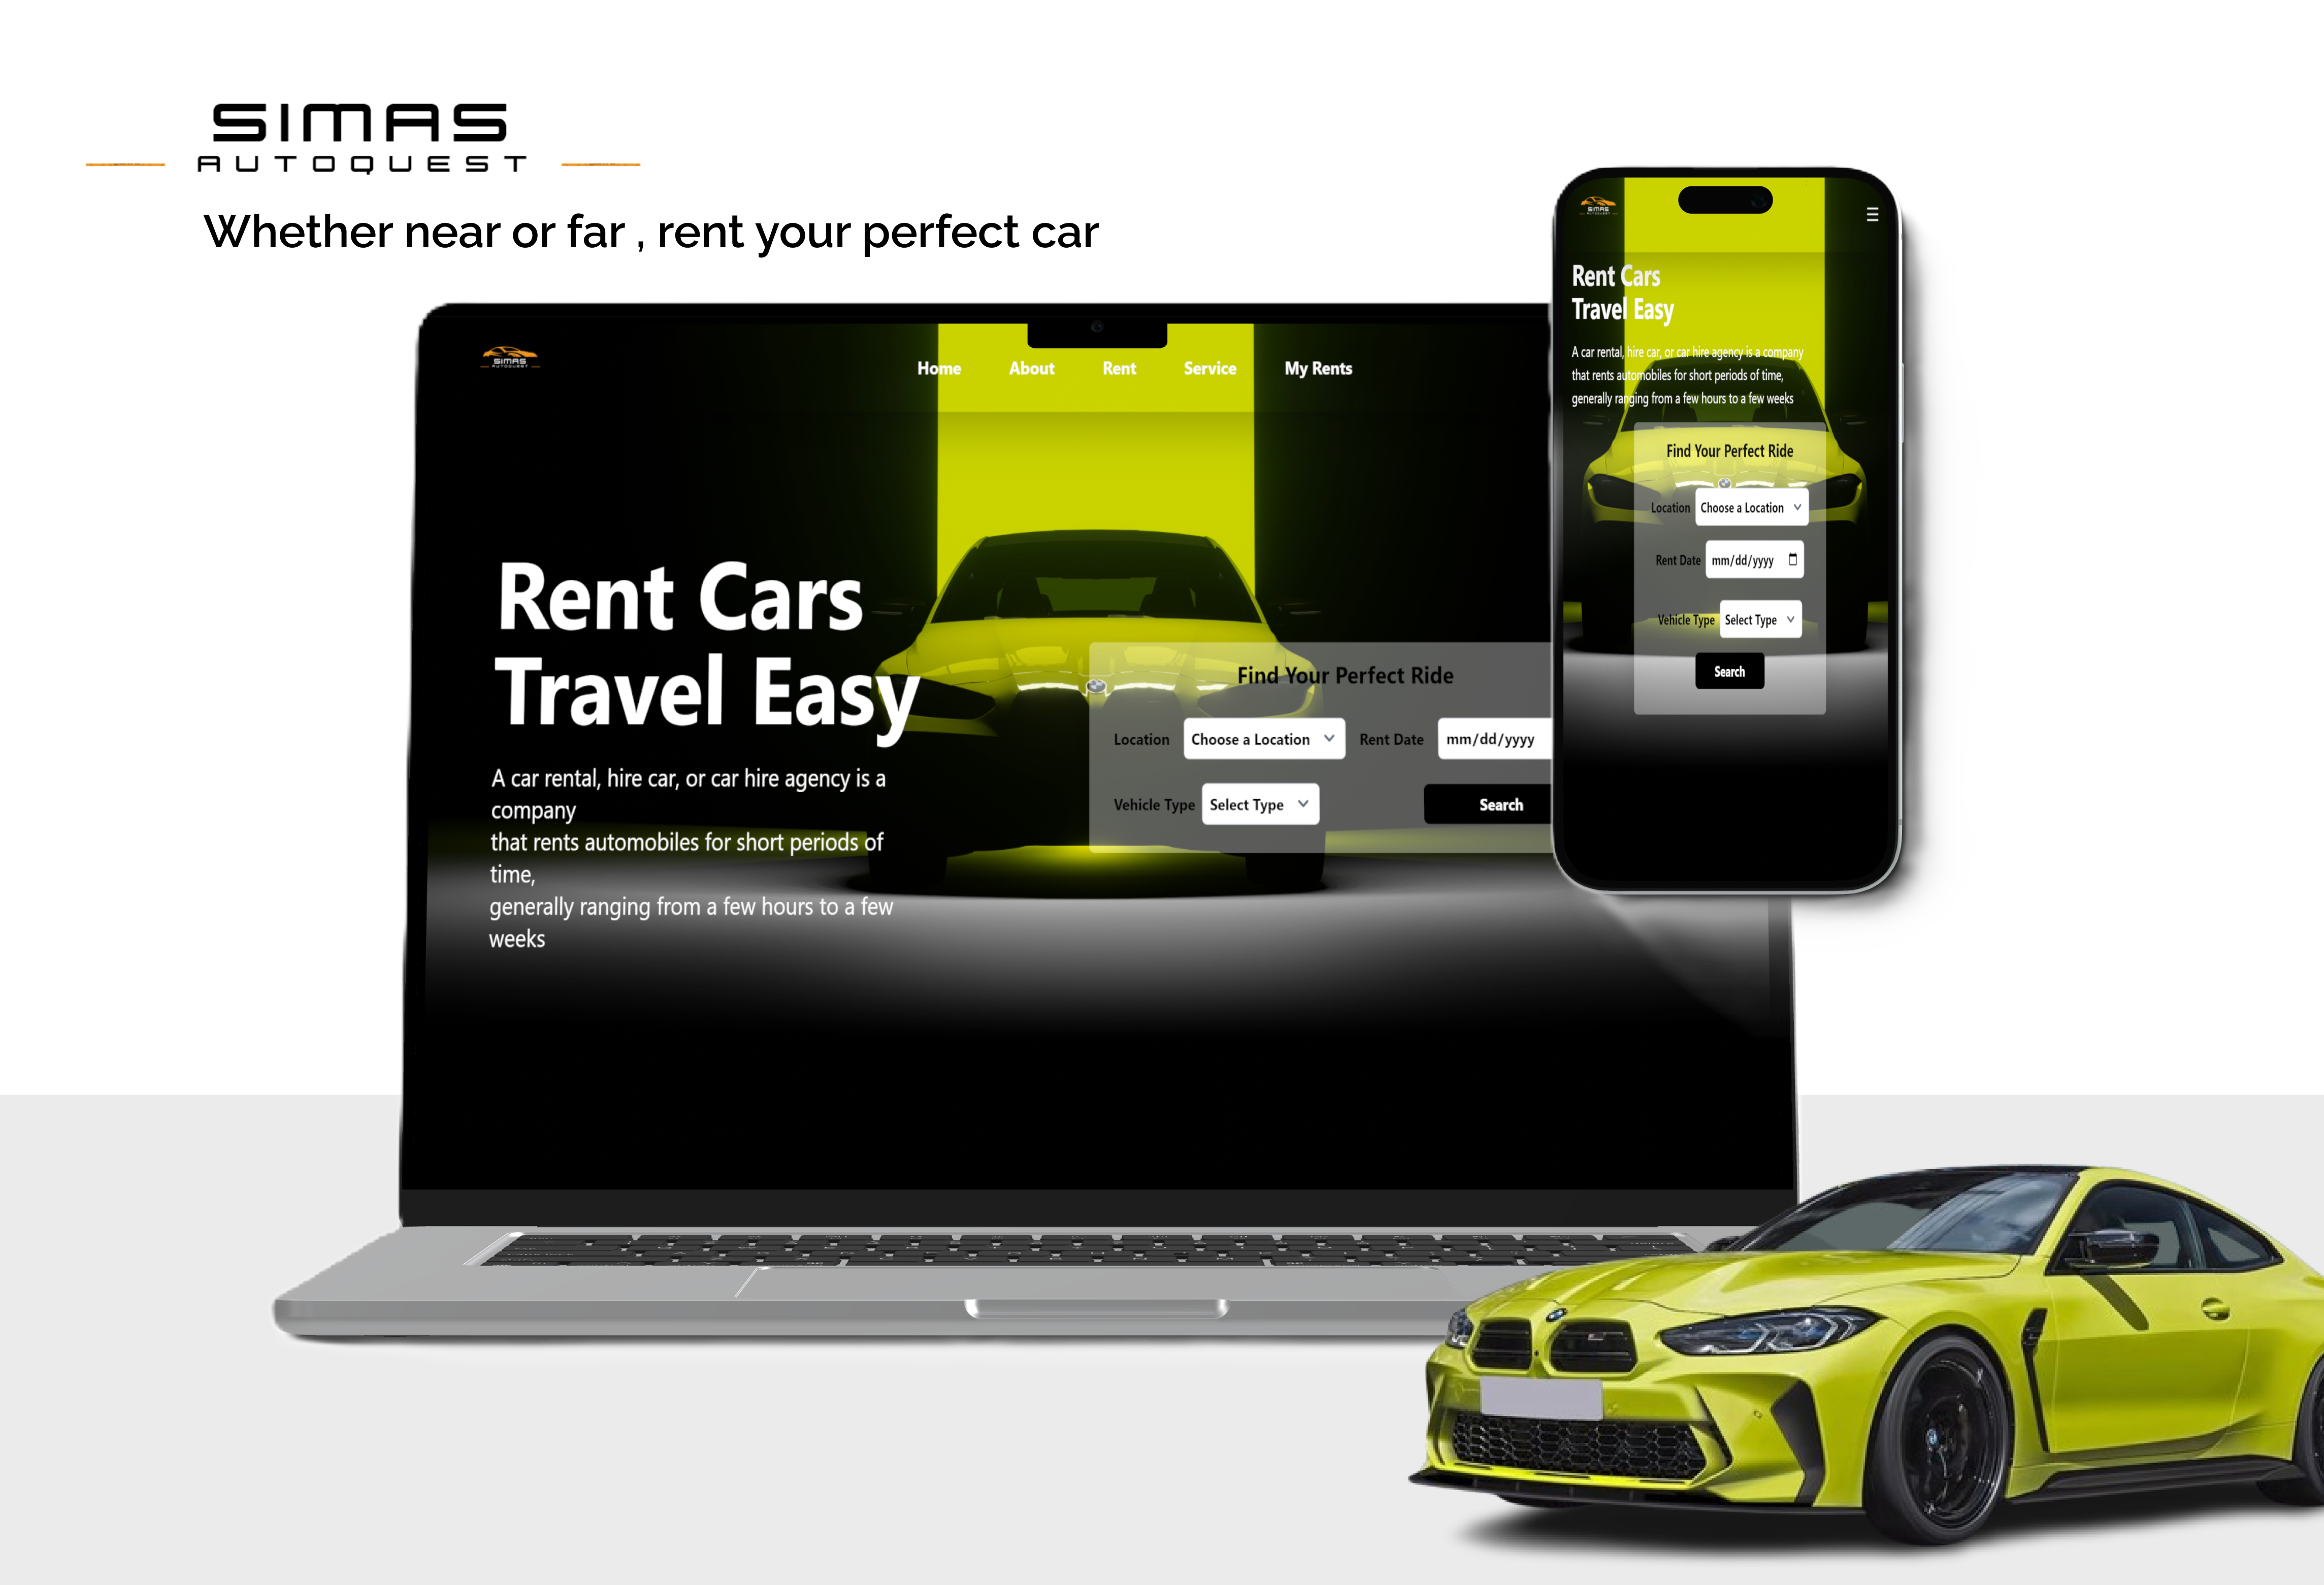 SIMAS
AUTOQUEST
Whether near or far , rent your perfect car
SIMAS
AUTOQUEST
Home
About
Rent
Service
My Rents
Rent Cars
Travel Easy
A car rental, hire car, or car hire agency is a
company
that rents automobiles for short periods of
time,
generally ranging from a few hours to a few
weeks
Find Your Perfect Ride
Location
Choose a Location
Rent Date
mm/dd/yyyy
Vehicle Type
Select Type
Search
SIMAS
Rent Cars
Travel Easy
A car rental, hire car, or car hire agency is a company
that rents automobiles for short periods of time,
generally ranging from a few hours to a few weeks
Find Your Perfect Ride
Location
Choose a Location
Rent Date
mm/dd/yyyy
Vehicle Type
Select Type
Search